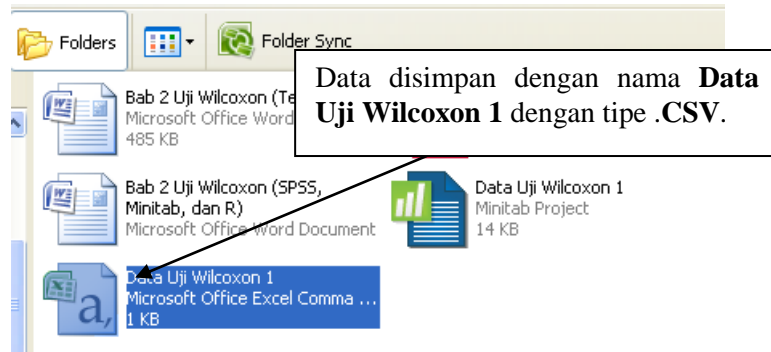 Folders
Folder Sync
Data disimpan dengan nama Data
Uji Wilcoxon 1 dengan tipe .CSV.
Bab 2 Uji Wilcoxon (Te
Microsoft Office Word
485 KB
Bab 2 Uji Wilcoxon (SPSS,
Minitab, dan R)
Microsoft Office Word Document
Data Uji Wilcoxon 1
Minitab Project
14 KB
Data Uji Wilcoxon 1
Microsoft Office Excel Comma ...
1 KB